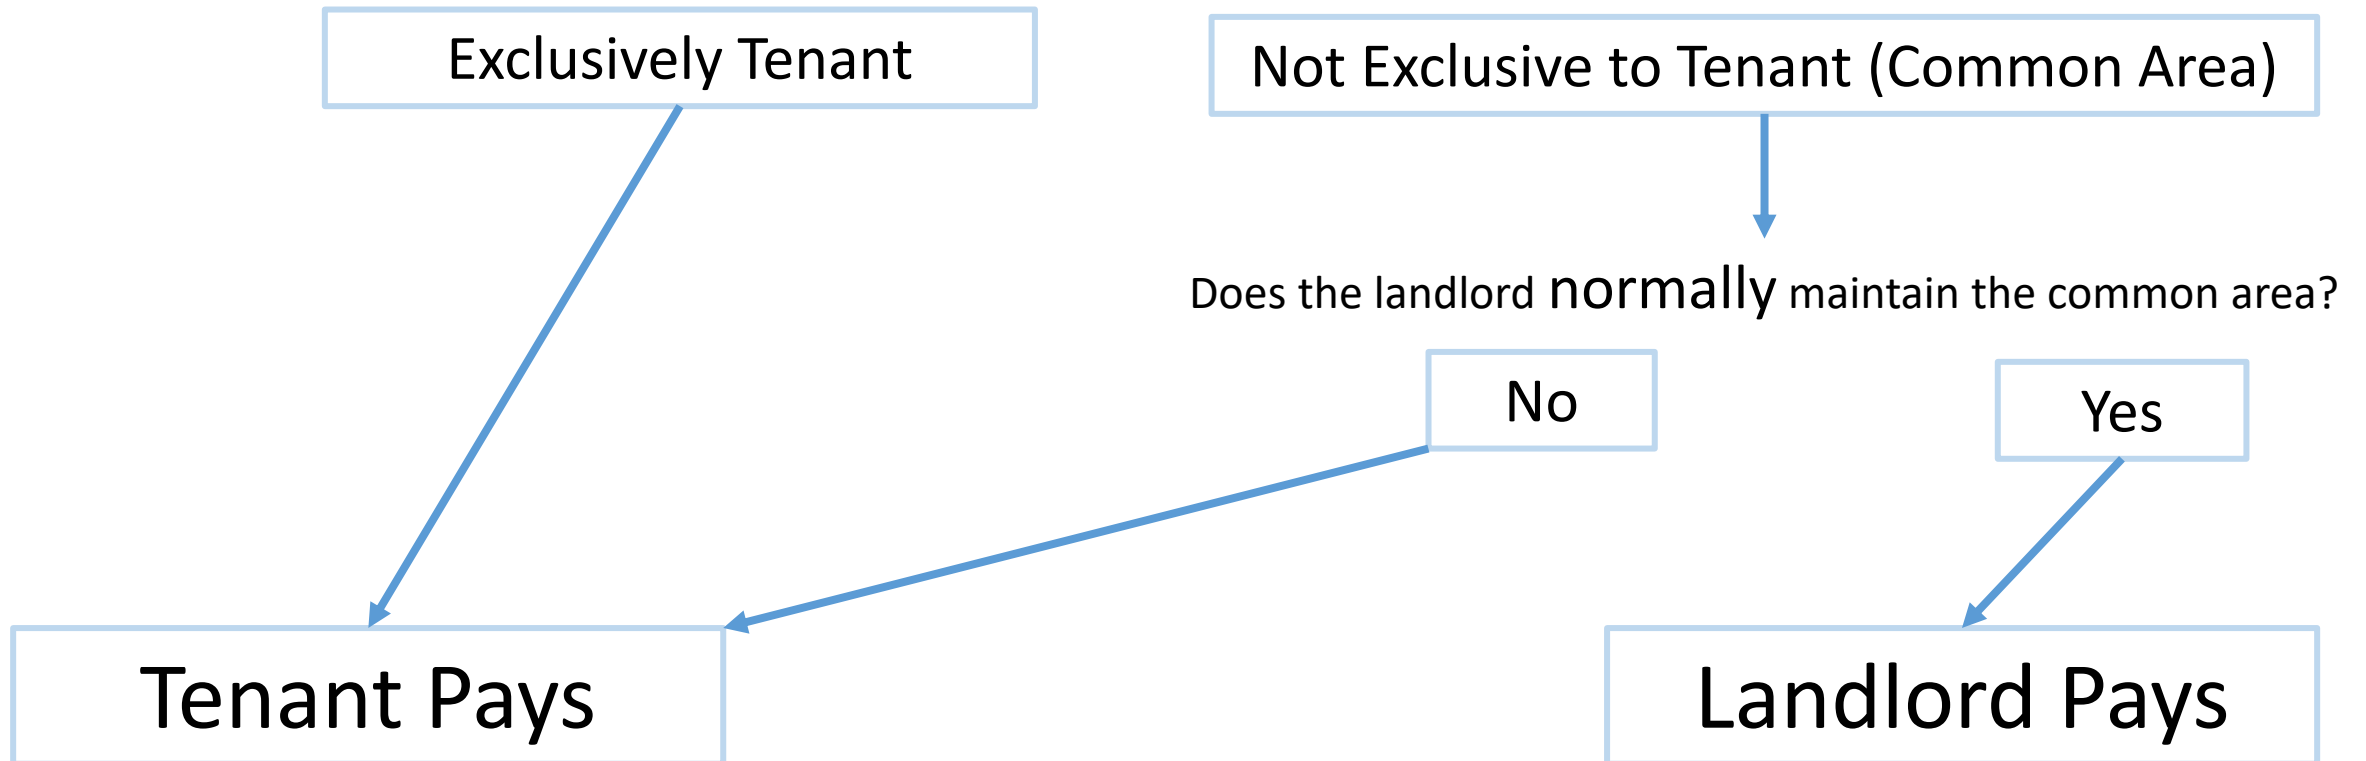 Exclusively Tenant
Not Exclusive to Tenant (Common Area)
Does the landlord normally maintain the common area?
No
Yes
Tenant Pays
Landlord Pays